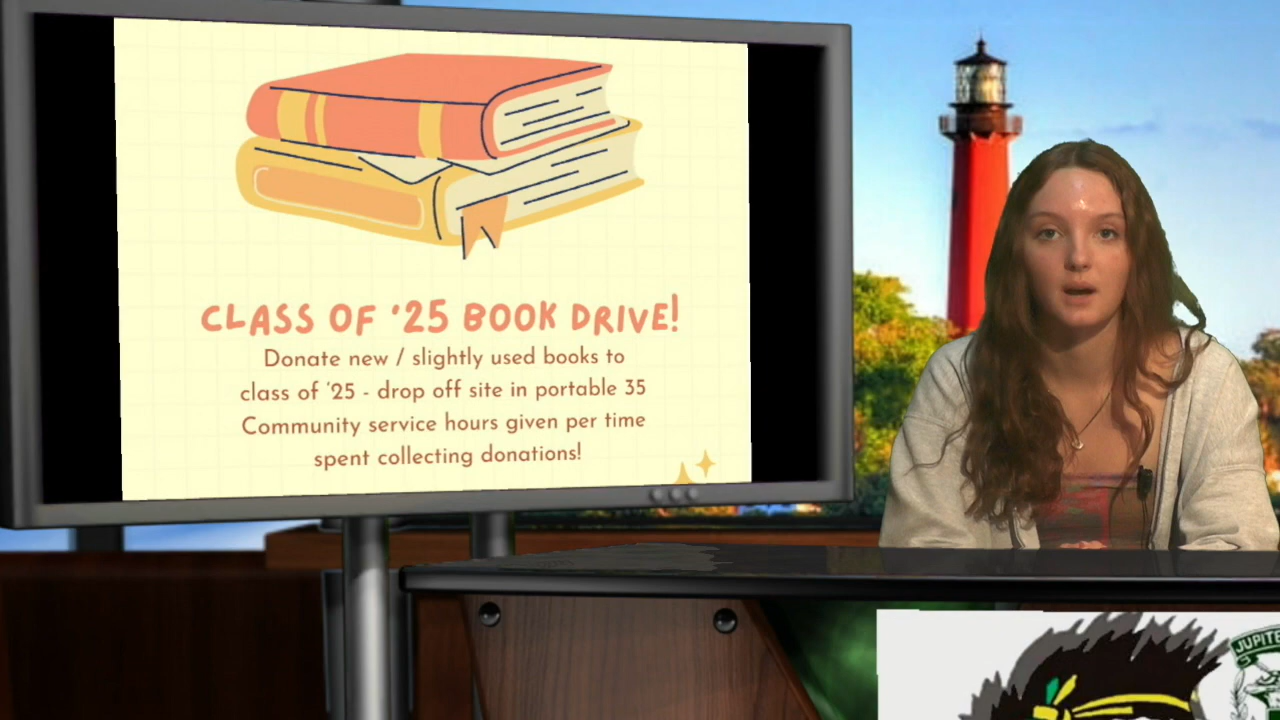 CLASS OF '25 BOOK DRIVE!
Donate new / slightly used books to
class of '25 - drop off site in portable 35
Community service hours given per time
spent collecting donations!